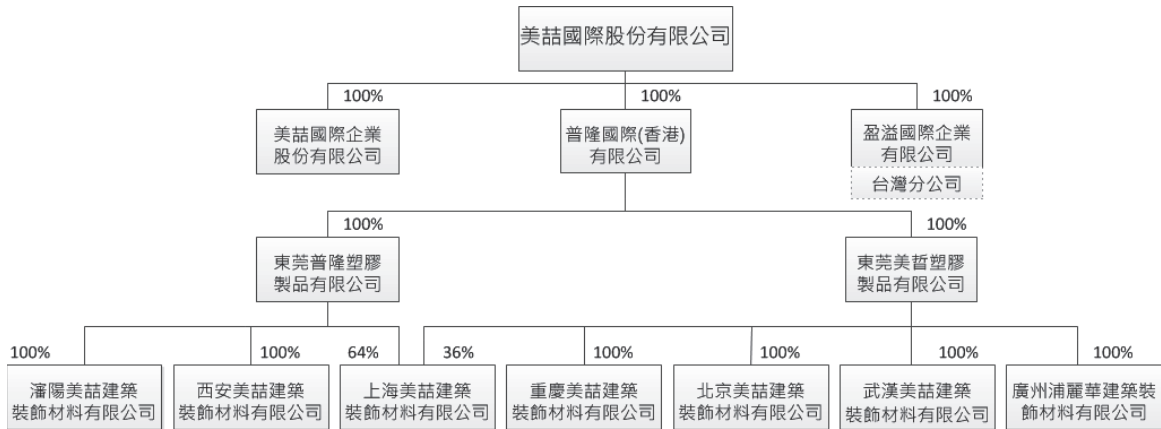 美喆國際股份有限公司
100%
100%
100%
美喆國際企業
股份有限公司
普隆國際(香港)
有限公司
盈溢國際企業
有限公司
台灣分公司
100%
100%
東莞普隆塑膠
製品有限公司
東莞美晢塑膠
製品有限公司
100%
100%
64%
36%
100%
100%
100%
100%
瀋陽美喆建築
裝飾材料有限公司
西安美喆建築
裝飾材料有限公司
上海美喆建築
裝飾材料有限公司
重慶美喆建築
裝飾材料有限公司
北京美喆建築
裝飾材料有限公司
武漢美喆建築
裝飾材料有限公司
廣州浦麗華建築裝
飾材料有限公司